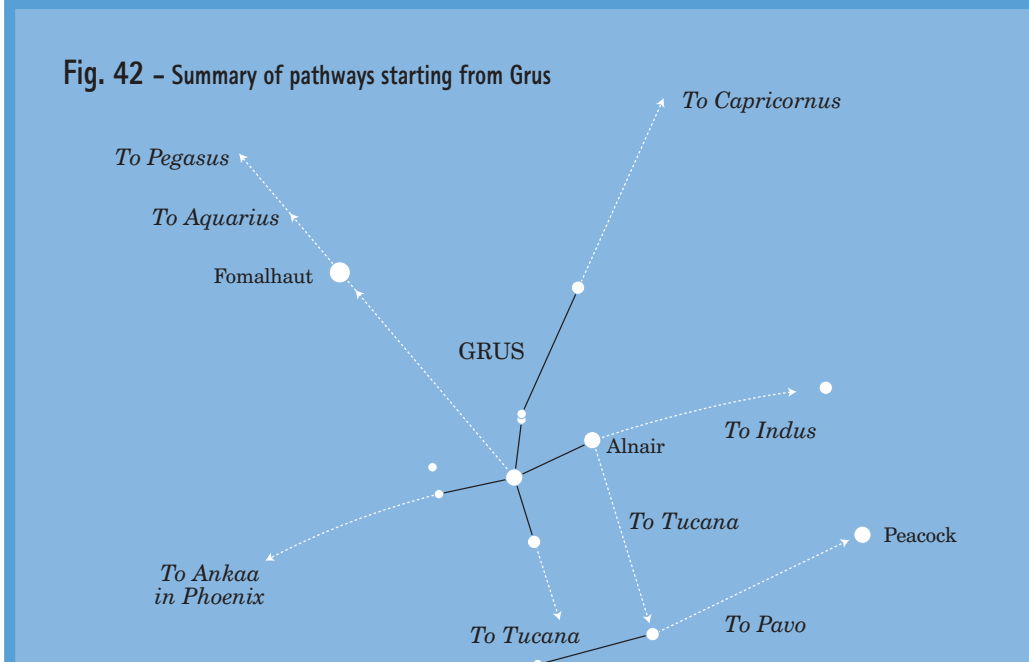 Fig. 42 – Summary of pathways starting from Grus
To Capricornus
To Pegasus
To Aquarius
Fomalhaut
GRUS
To Indus
Alnair
To Tucana
Peacock
To Ankaa
in Phoenix
To Tucana
To Pavo